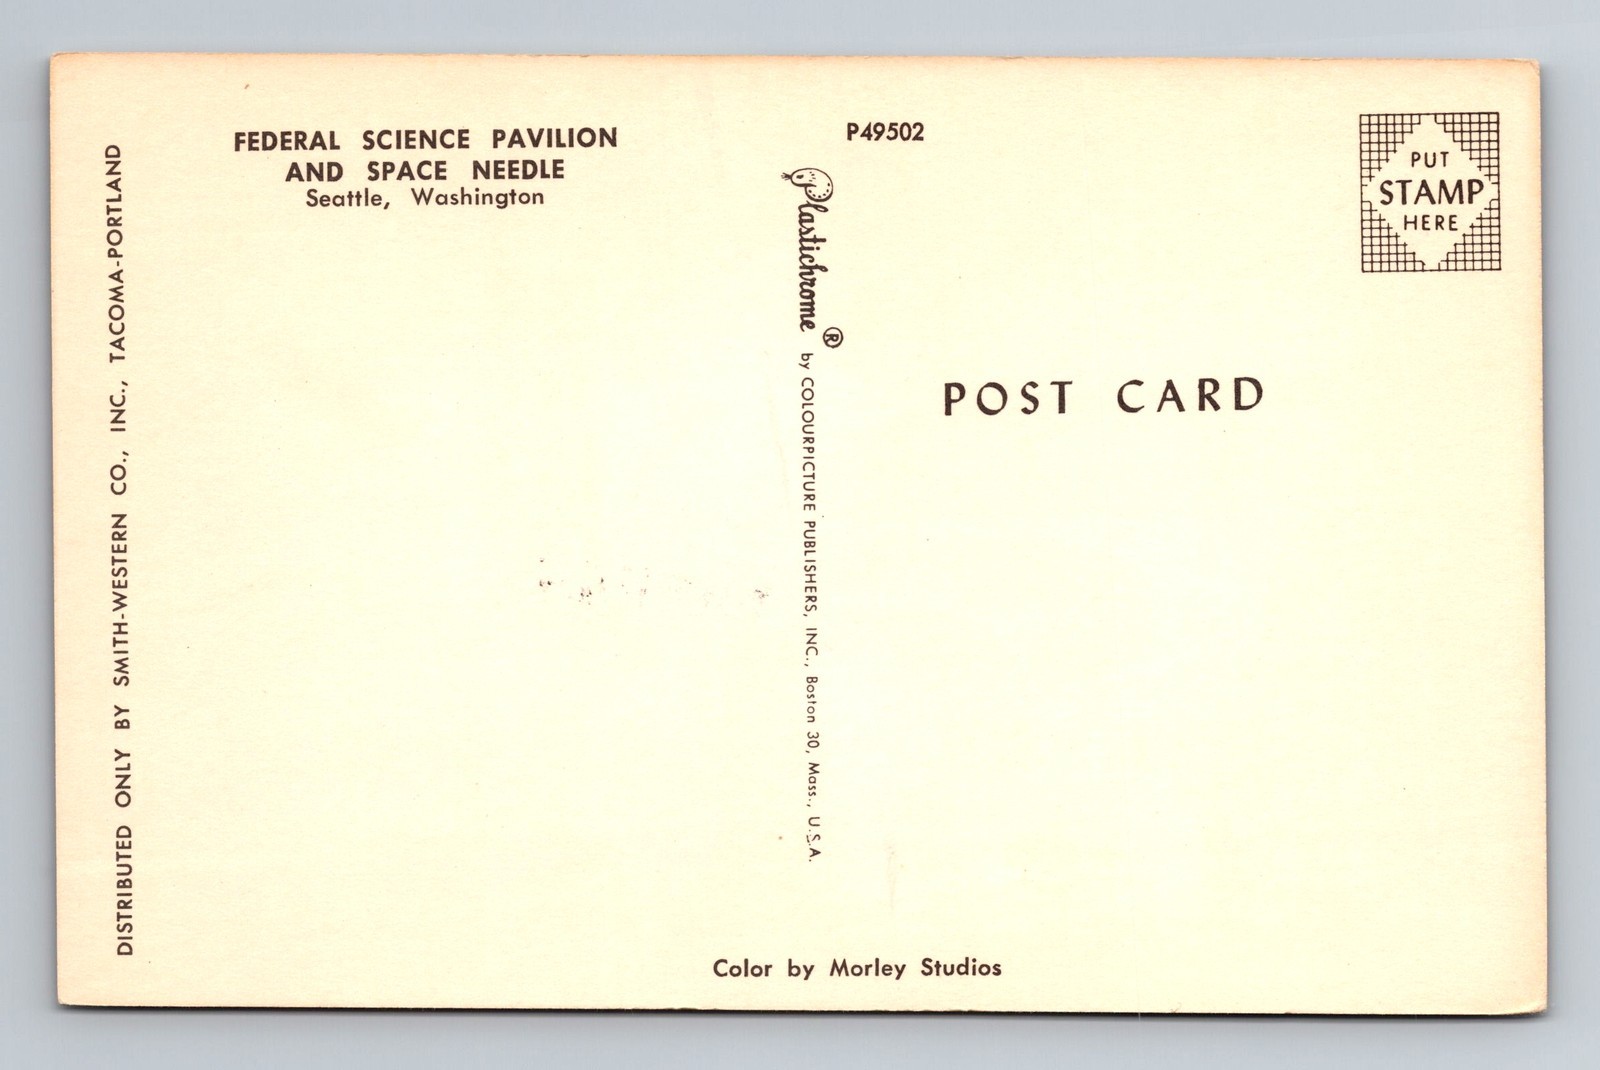 FEDERAL SCIENCE PAVILION
AND SPACE NEEDLE
Seattle, Washington
DISTRIBUTED ONLY BY SMITH-WESTERN CO., INC., TACOMA-PORTLAND
P49502
Plastichrome ® by COLOURPICTURE PUBLISHERS, INC., Boston 30, Mass., U.S.A.
PUT
STAMP
HERE
POST CARD
Color by Morley Studios